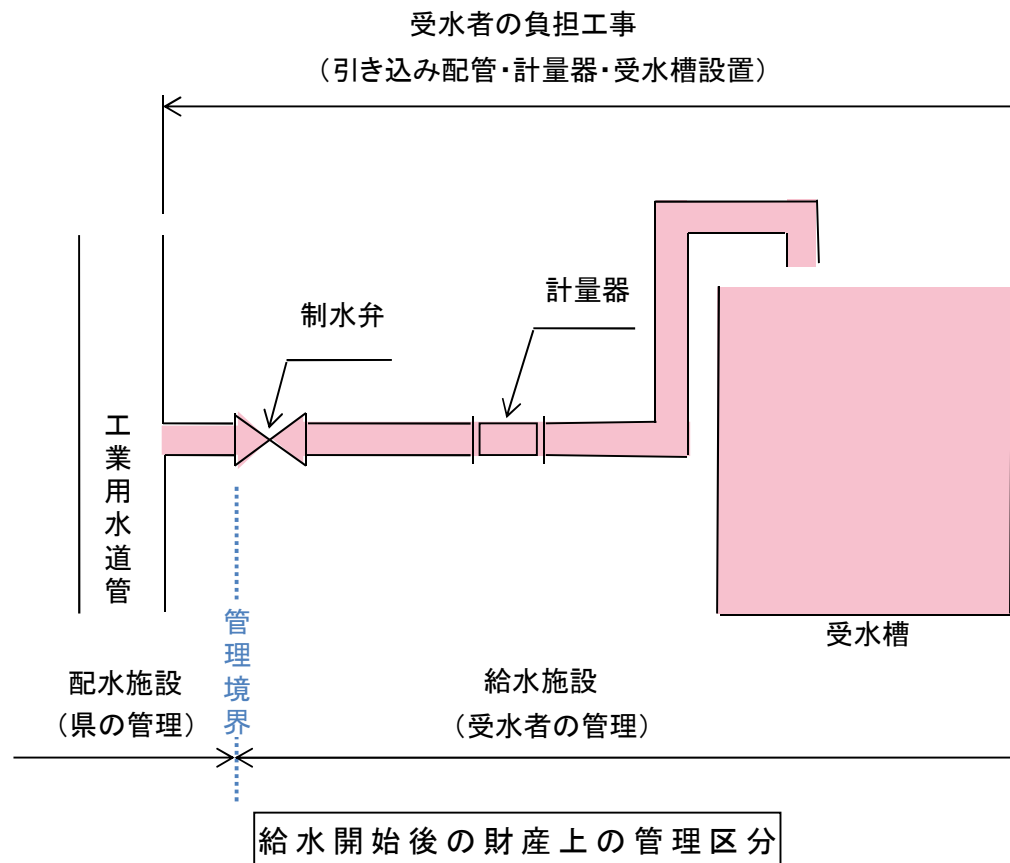 受水者の負担工事
（引き込み配管・計量器・受水槽設置）
計量器
制水弁
工業用水道管
管理境界
受水槽
配水施設
（県の管理）
給水施設
（受水者の管理）
給水開始後の財産上の管理区分